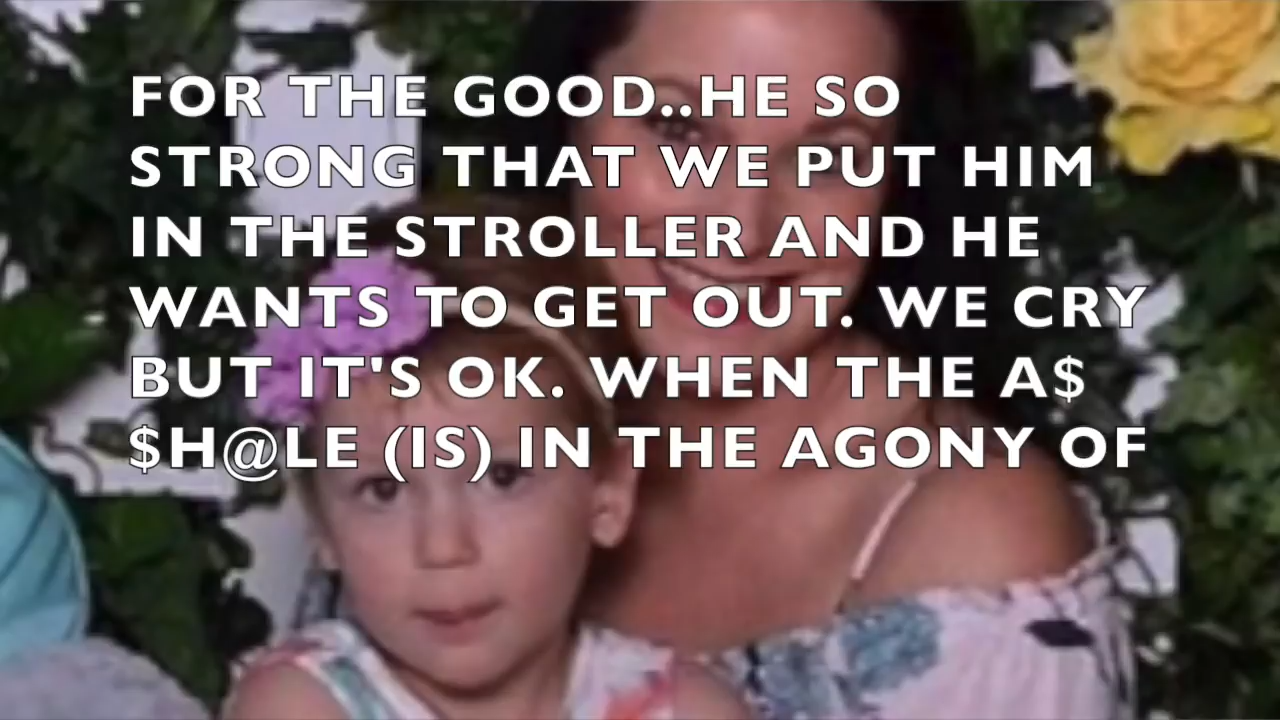 FOR THE GOOD..HE SO
STRONG THAT WE PUT HIM
IN THE STROLLER AND HE
WANTS TO GET OUT. WE CRY
BUT IT'S OK. WHEN THE A$
$H@LE (IS) IN THE AGONY OF